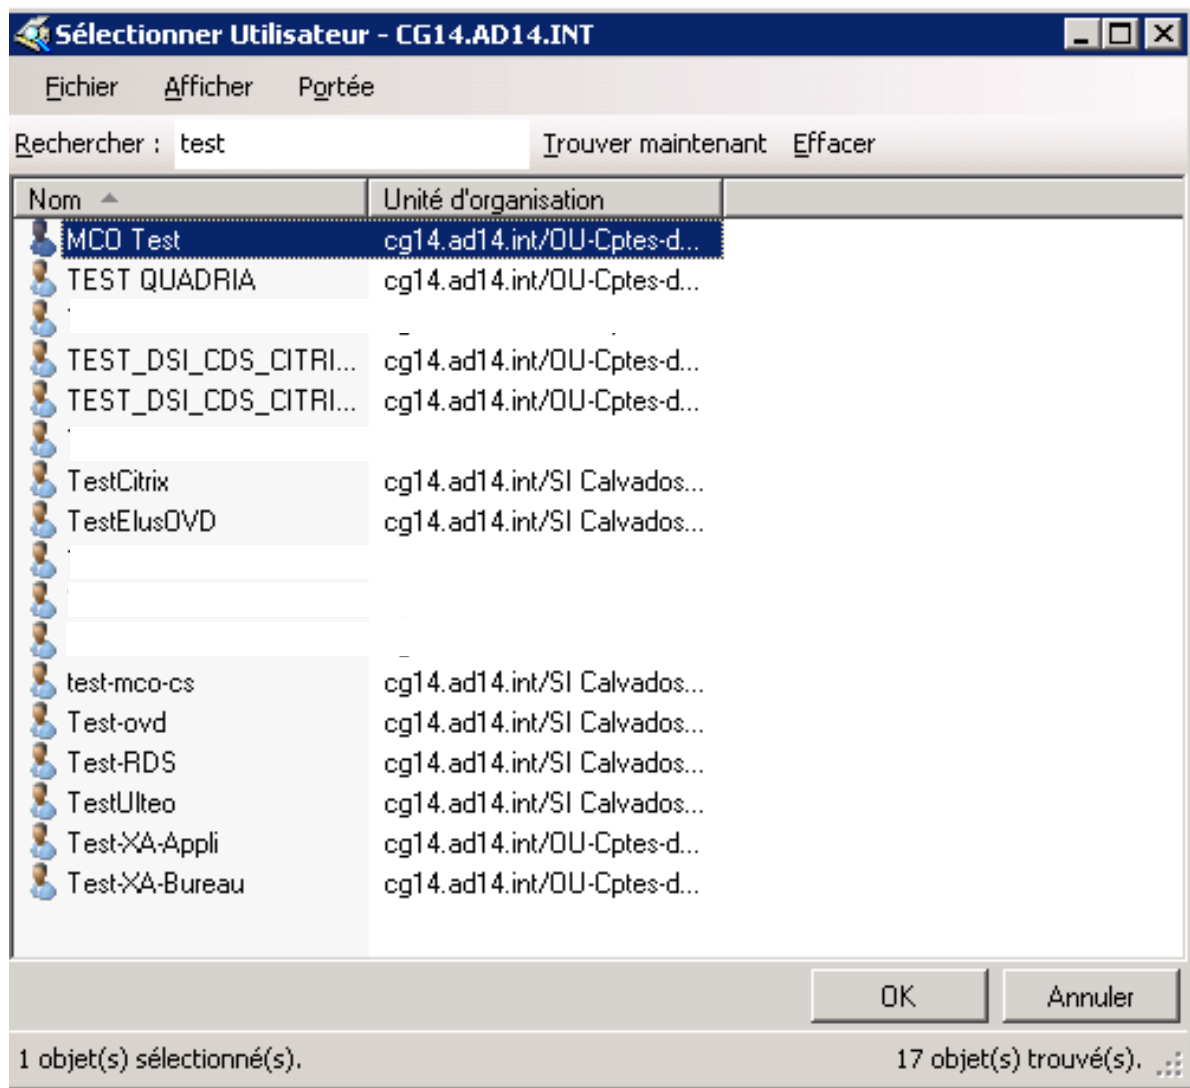 Sélectionner Utilisateur - CG14.AD14.INT
Fichier Afficher Portée
Rechercher : test Trouver maintenant Effacer
Nom Unité d'organisation
MCO Test cg14.ad14.int/OU-Cptes-d...
TEST QUADRIA cg14.ad14.int/OU-Cptes-d...
TEST_DSI_CDS_CITRI... cg14.ad14.int/OU-Cptes-d...
TEST_DSI_CDS_CITRI... cg14.ad14.int/OU-Cptes-d...
TestCitrix cg14.ad14.int/SI Calvados...
TestElusOVD cg14.ad14.int/SI Calvados...
test-mco-cs cg14.ad14.int/SI Calvados...
Test-ovd cg14.ad14.int/SI Calvados...
Test-RDS cg14.ad14.int/SI Calvados...
TestUlteo cg14.ad14.int/SI Calvados...
Test-XA-Appli cg14.ad14.int/OU-Cptes-d...
Test-XA-Bureau cg14.ad14.int/OU-Cptes-d...
OK Annuler
1 objet(s) sélectionné(s). 17 objet(s) trouvé(s).